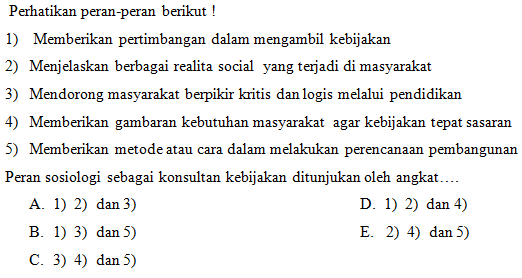 Perhatikan peran-peran berikut !
1) Memberikan pertimbangan dalam mengambil kebijakan
2) Menjelaskan berbagai realita social yang terjadi di masyarakat
3) Mendorong masyarakat berpikir kritis dan logis melalui pendidikan
4) Memberikan gambaran kebutuhan masyarakat agar kebijakan tepat sasaran
5) Memberikan metode atau cara dalam melakukan perencanaan pembangunan
Peran sosiologi sebagai konsultan kebijakan ditunjukan oleh angkat….
A. 1) 2) dan 3)
B. 1) 3) dan 5)
C. 3) 4) dan 5)
D. 1) 2) dan 4)
E. 2) 4) dan 5)